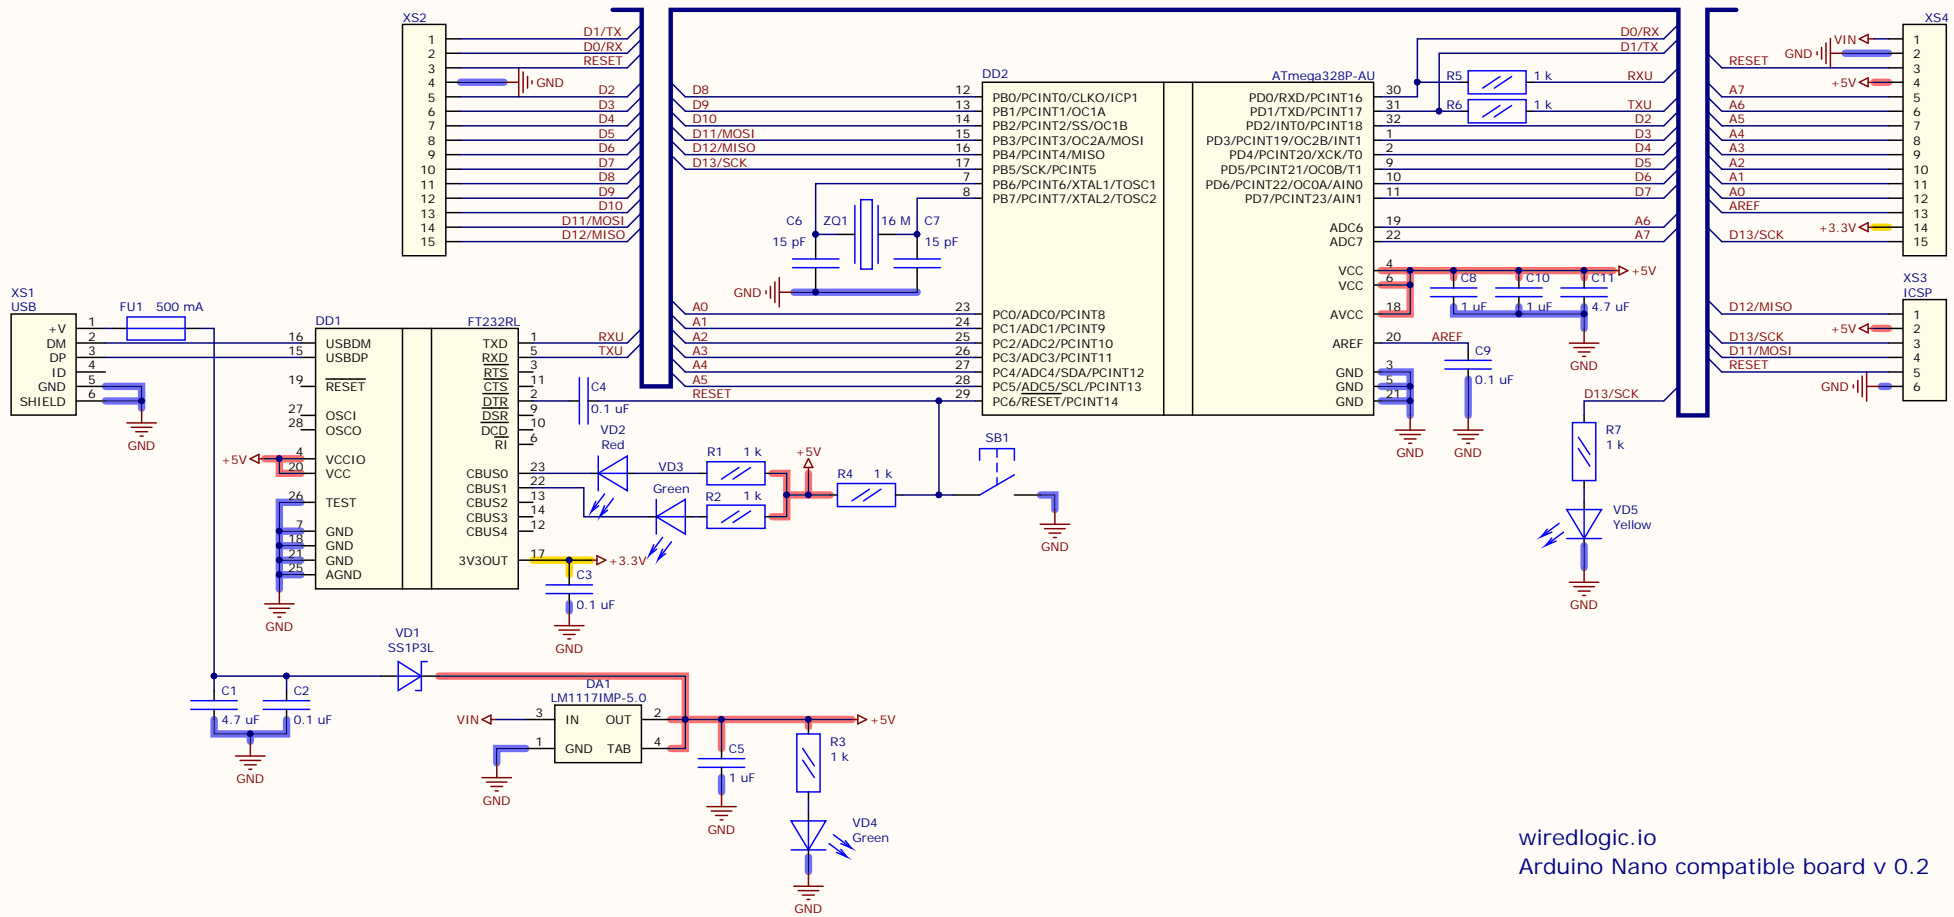 XS2
1
2
3
4
5
6
7
8
9
10
11
12
13
14
15
D1/TX
D0/RX
RESET
GND
D2
D3
D4
D5
D6
D7
D8
D9
D10
D11/MOSI
D12/MISO
D8
D9
D10
D11/MOSI
D12/MISO
D13/SCK
DD2
ATmega328P-AU
12 PB0/PCINT0/CLKO/ICP1
13 PB1/PCINT1/OC1A
14 PB2/PCINT2/SS/OC1B
15 PB3/PCINT3/OC2A/MOSI
16 PB4/PCINT4/MISO
17 PB5/SCK/PCINT5
7 PB6/PCINT6/XTAL1/TOSC1
8 PB7/PCINT7/XTAL2/TOSC2
23 PC0/ADC0/PCINT8
24 PC1/ADC1/PCINT9
25 PC2/ADC2/PCINT10
26 PC3/ADC3/PCINT11
27 PC4/ADC4/SDA/PCINT12
28 PC5/ADC5/SCL/PCINT13
29 PC6/RESET/PCINT14
PD0/RXD/PCINT16 30
PD1/TXD/PCINT17 31
PD2/INT0/PCINT18 32
PD3/PCINT19/OC2B/INT1 1
PD4/PCINT20/XCK/T0 2
PD5/PCINT21/OC0B/T1 9
PD6/PCINT22/OC0A/AIN0 10
PD7/PCINT23/AIN1 11
ADC6 19
ADC7 22
VCC 4
VCC 6
AVCC 18
AREF 20
GND 3
GND 5
GND 21
D0/RX
D1/TX
R5 1 k RXU
R6 1 k TXU
D2
D3
D4
D5
D6
D7
A6
A7
+5V
C8
1 uF
C10
1 uF
C11
4.7 uF
GND
AREF
C9
0.1 uF
GND
GND
C6
15 pF
ZQ1
16 M
C7
15 pF
GND
A0
A1
A2
A3
A4
A5
RESET
XS4
VIN
GND
RESET
+5V
A7
A6
A5
A4
A3
A2
A1
A0
AREF
+3.3V
D13/SCK
1
2
3
4
5
6
7
8
9
10
11
12
13
14
15
XS3
ICSP
D12/MISO
+5V
D13/SCK
D11/MOSI
RESET
GND
1
2
3
4
5
6
D13/SCK
R7
1 k
VD5
Yellow
GND
XS1
USB
+V 1
DM 2
DP 3
ID 4
GND 5
SHIELD 6
GND
FU1 500 mA
DD1
FT232RL
16 USBDM
15 USBDP
19 RESET
27 OSCI
28 OSCO
+5V
4 VCCIO
20 VCC
26 TEST
7 GND
18 GND
21 GND
25 AGND
GND
TXD 1
RXD 5
RTS 3
CTS 11
DTR 2
DSR 9
DCD 10
RI 6
CBUS0 23
CBUS1 22
CBUS2 13
CBUS3 14
CBUS4 12
3V3OUT 17
RXU
TXU
C4
0.1 uF
VD2
Red
VD3
Green
R1 1 k
R2 1 k
+5V
R4 1 k
SB1
GND
+3.3V
C3
0.1 uF
GND
VD1
SS1P3L
C1
4.7 uF
C2
0.1 uF
GND
DA1
LM1117IMP-5.0
VIN
3 IN
OUT 2
1 GND
TAB 4
GND
+5V
C5
1 uF
GND
R3
1 k
VD4
Green
GND
wiredlogic.io
Arduino Nano compatible board v 0.2